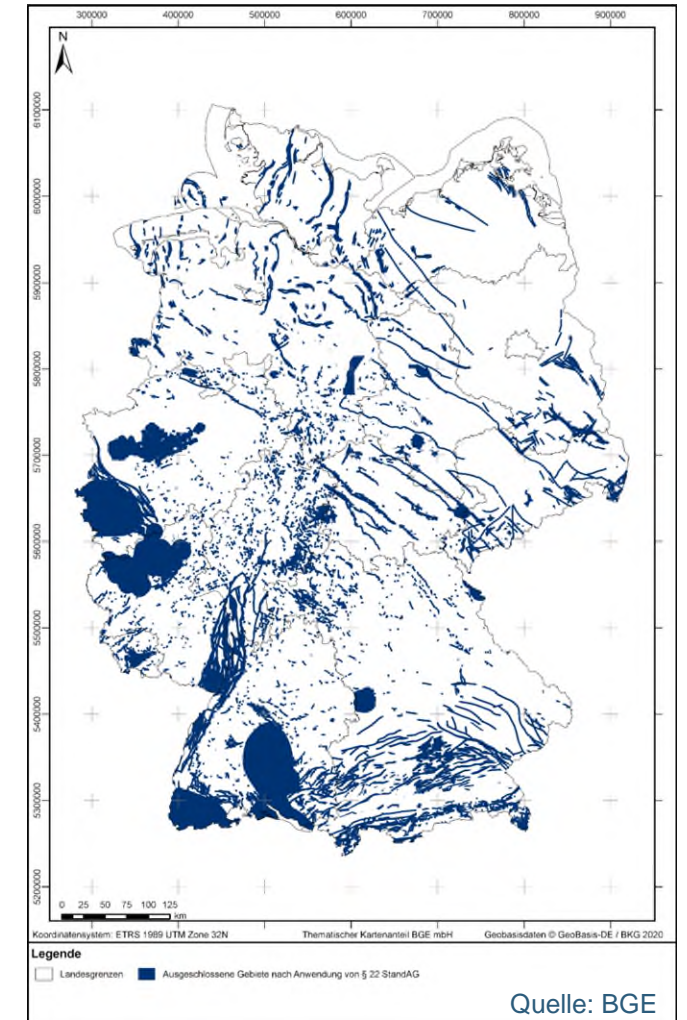 300000 400000 500000 600000 700000 800000 900000
N
6100000
6000000
5900000
5800000
5700000
5600000
5500000
5400000
5300000
5200000
0 25 50 75 100 125
km
Koordinatensystem: ETRS 1989 UTM Zone 32N Thematischer Kartenanteil BGE mbH Geobasisdaten © GeoBasis-DE / BKG 2020
Legende
Landesgrenzen Ausgeschlossene Gebiete nach Anwendung von § 22 StandAG
Quelle: BGE